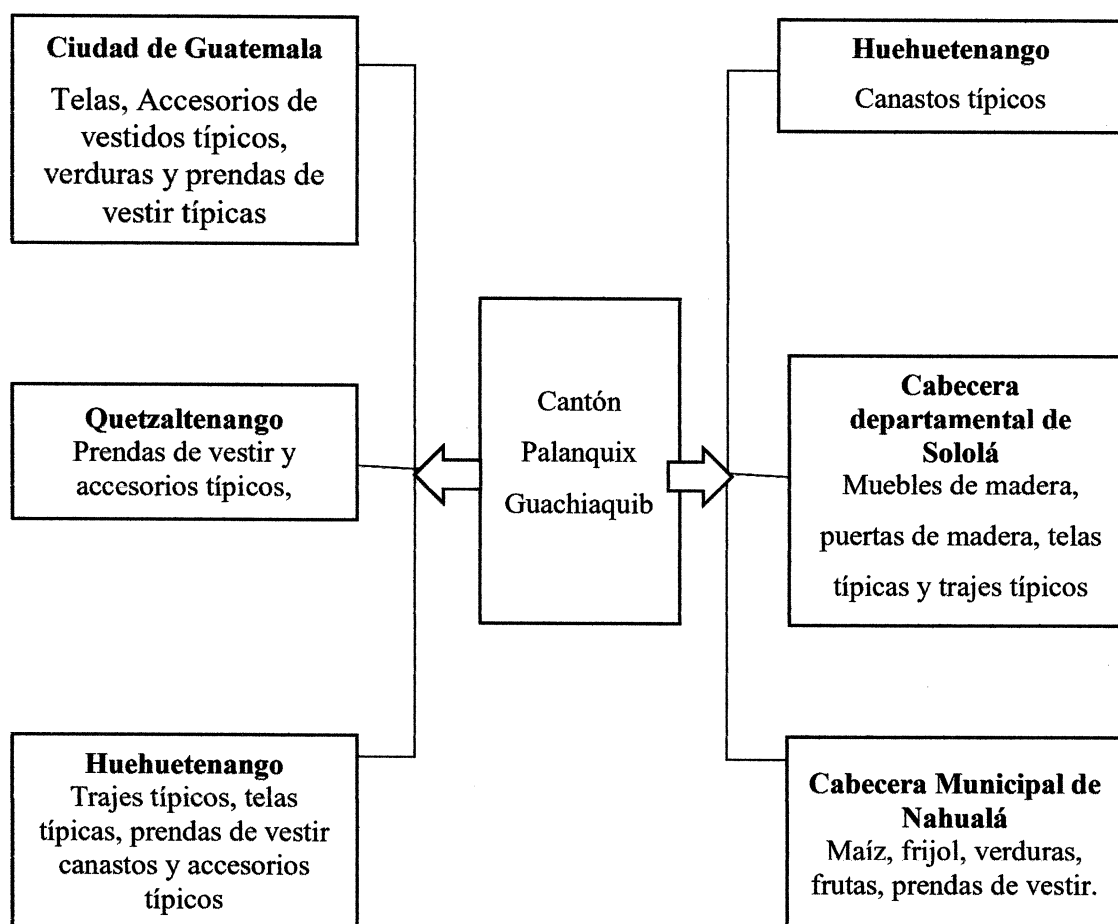 Ciudad de Guatemala
Telas, Accesorios de
vestidos típicos,
verduras y prendas de
vestir típicas
Quetzaltenango
Prendas de vestir y
accesorios típicos,
Huehuetenango
Trajes típicos, telas
típicas, prendas de vestir
canastos y accesorios
típicos
Cantón
Palanquix
Guachiaquib
Huehuetenango
Canastos típicos
Cabecera
departamental de
Sololá
Muebles de madera,
puertas de madera, telas
típicas y trajes típicos
Cabecera Municipal de
Nahualá
Maíz, frijol, verduras,
frutas, prendas de vestir.